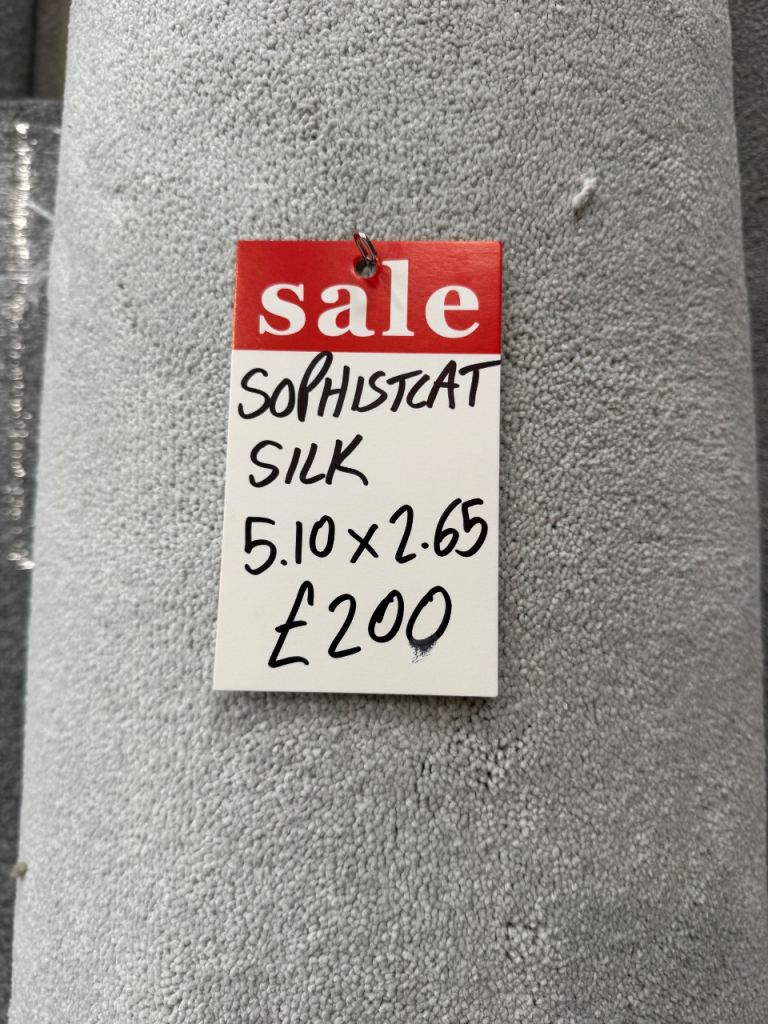 sale
SOPHISTCAT
SILK
5.10 x 2.65
£200